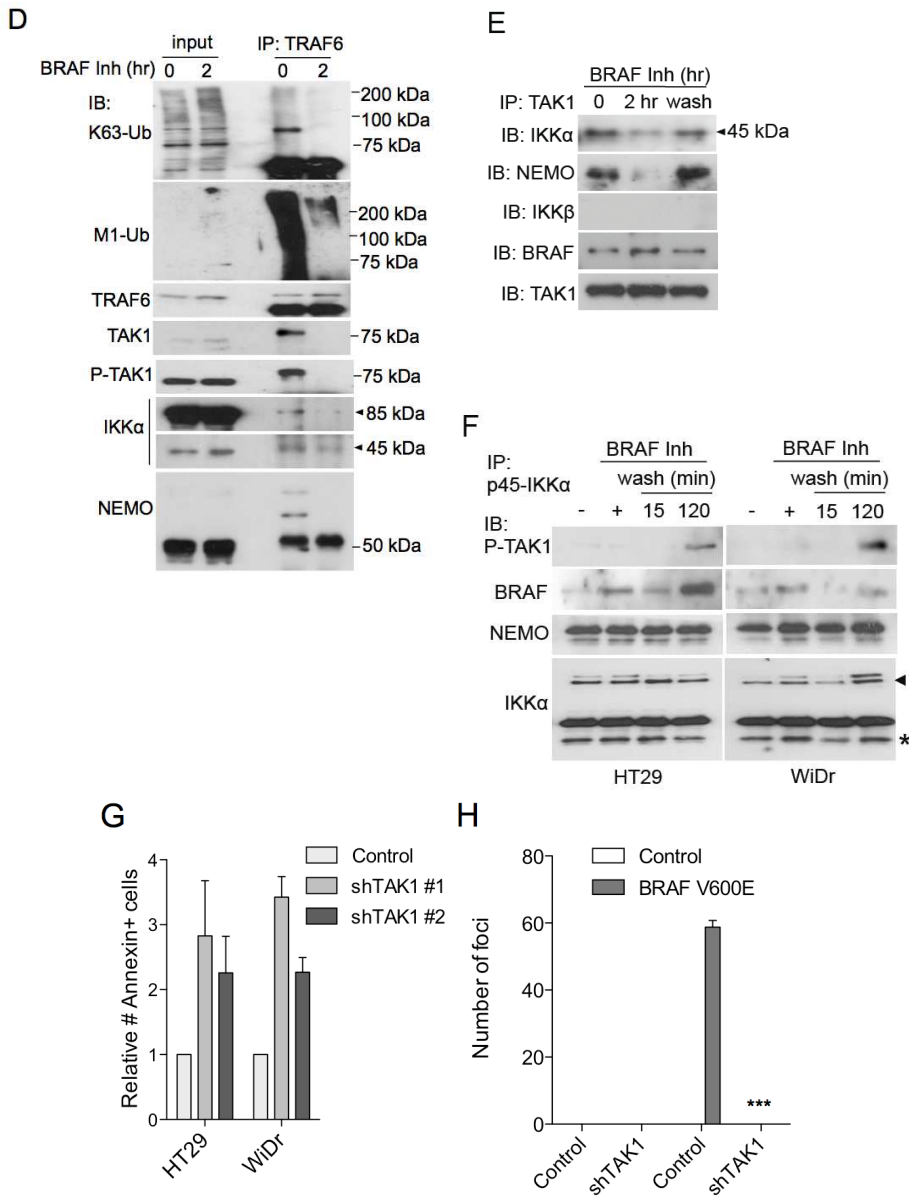 D
input
IP: TRAF6
BRAF Inh (hr) 0 2 0 2
IB:
K63-Ub
200 kDa
100 kDa
75 kDa
M1-Ub
200 kDa
100 kDa
75 kDa
TRAF6
TAK1
75 kDa
P-TAK1
75 kDa
IKKα
85 kDa
45 kDa
NEMO
50 kDa
E
BRAF Inh (hr)
IP: TAK1 0 2 hr wash
IB: IKKα
45 kDa
IB: NEMO
IB: IKKβ
IB: BRAF
IB: TAK1
F
IP:
p45-IKKα
BRAF Inh
wash (min)
- + 15 120
BRAF Inh
wash (min)
- + 15 120
IB:
P-TAK1
BRAF
NEMO
IKKα
*
HT29
WiDr
G
Control
shTAK1 #1
shTAK1 #2
Relative # Annexin+ cells
4
3
2
1
0
HT29
WiDr
H
Control
BRAF V600E
Number of foci
80
60
40
20
0
***
Control
shTAK1
Control
shTAK1